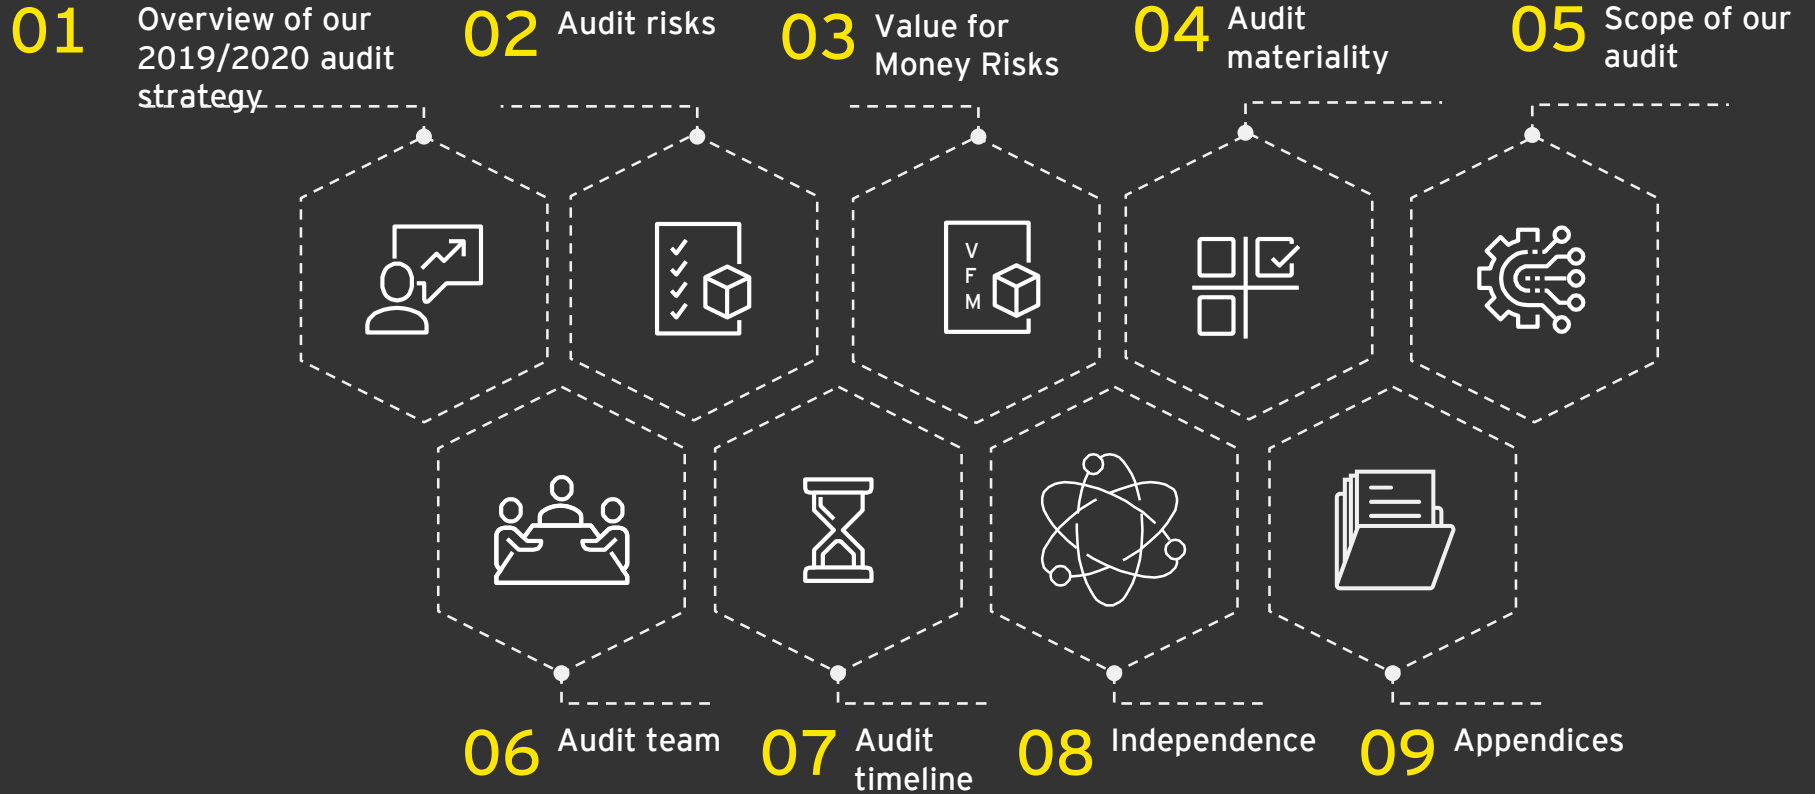 01
Overview of our
2019/2020 audit
strategy
02
Audit risks
03
Value for
Money Risks
04
Audit
materiality
05
Scope of our
audit
V
F
M
06
Audit team
07
Audit
timeline
08
Independence
09
Appendices